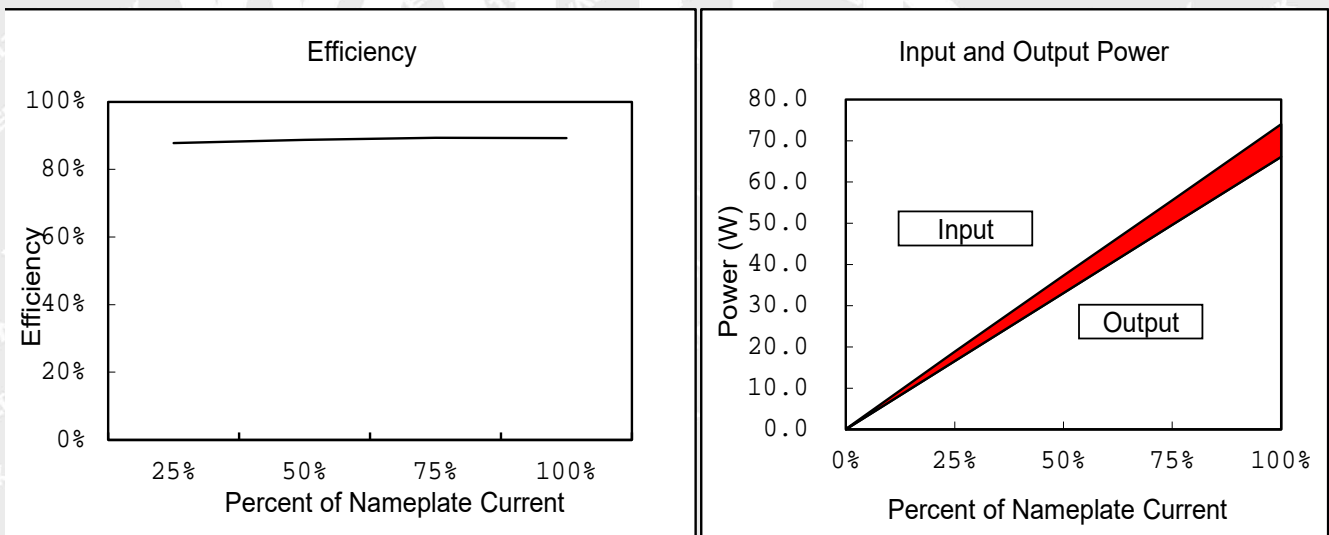 Efficiency
100%
80%
60%
40%
20%
0%
Efficiency
25% 50% 75% 100%
Percent of Nameplate Current
Input and Output Power
80.0
70.0
60.0
50.0
40.0
30.0
20.0
10.0
0.0
Power (W)
Input
Output
0% 25% 50% 75% 100%
Percent of Nameplate Current